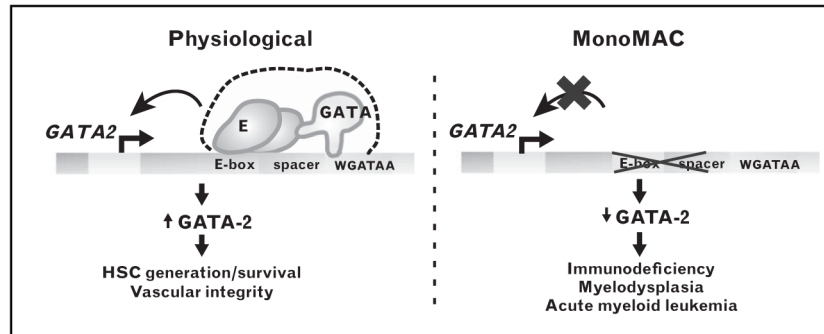 Physiological
E
GATA
GATA2
E-box spacer WGATAA
↑ GATA-2
HSC generation/survival
Vascular integrity
MonoMAC
GATA2
E-box spacer WGATAA
↓ GATA-2
Immunodeficiency
Myelodysplasia
Acute myeloid leukemia